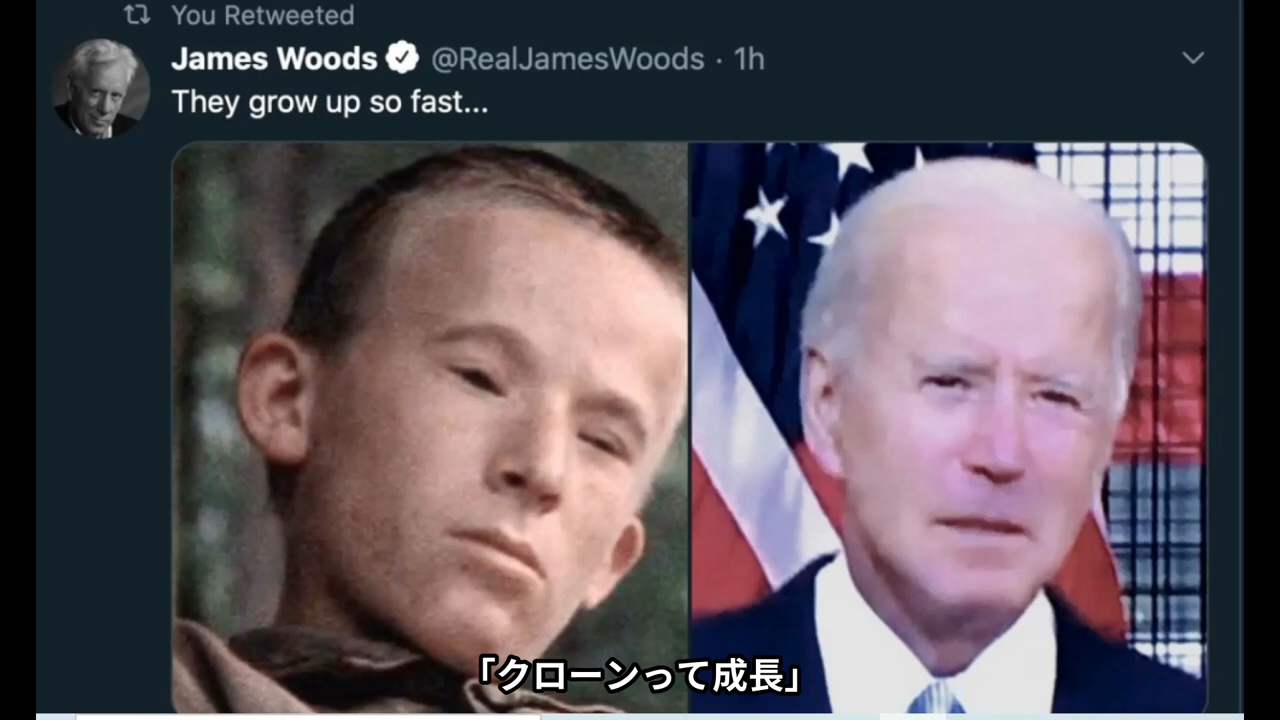 You Retweeted
James Woods @RealJamesWoods · 1h
They grow up so fast...
「クローンって成長」